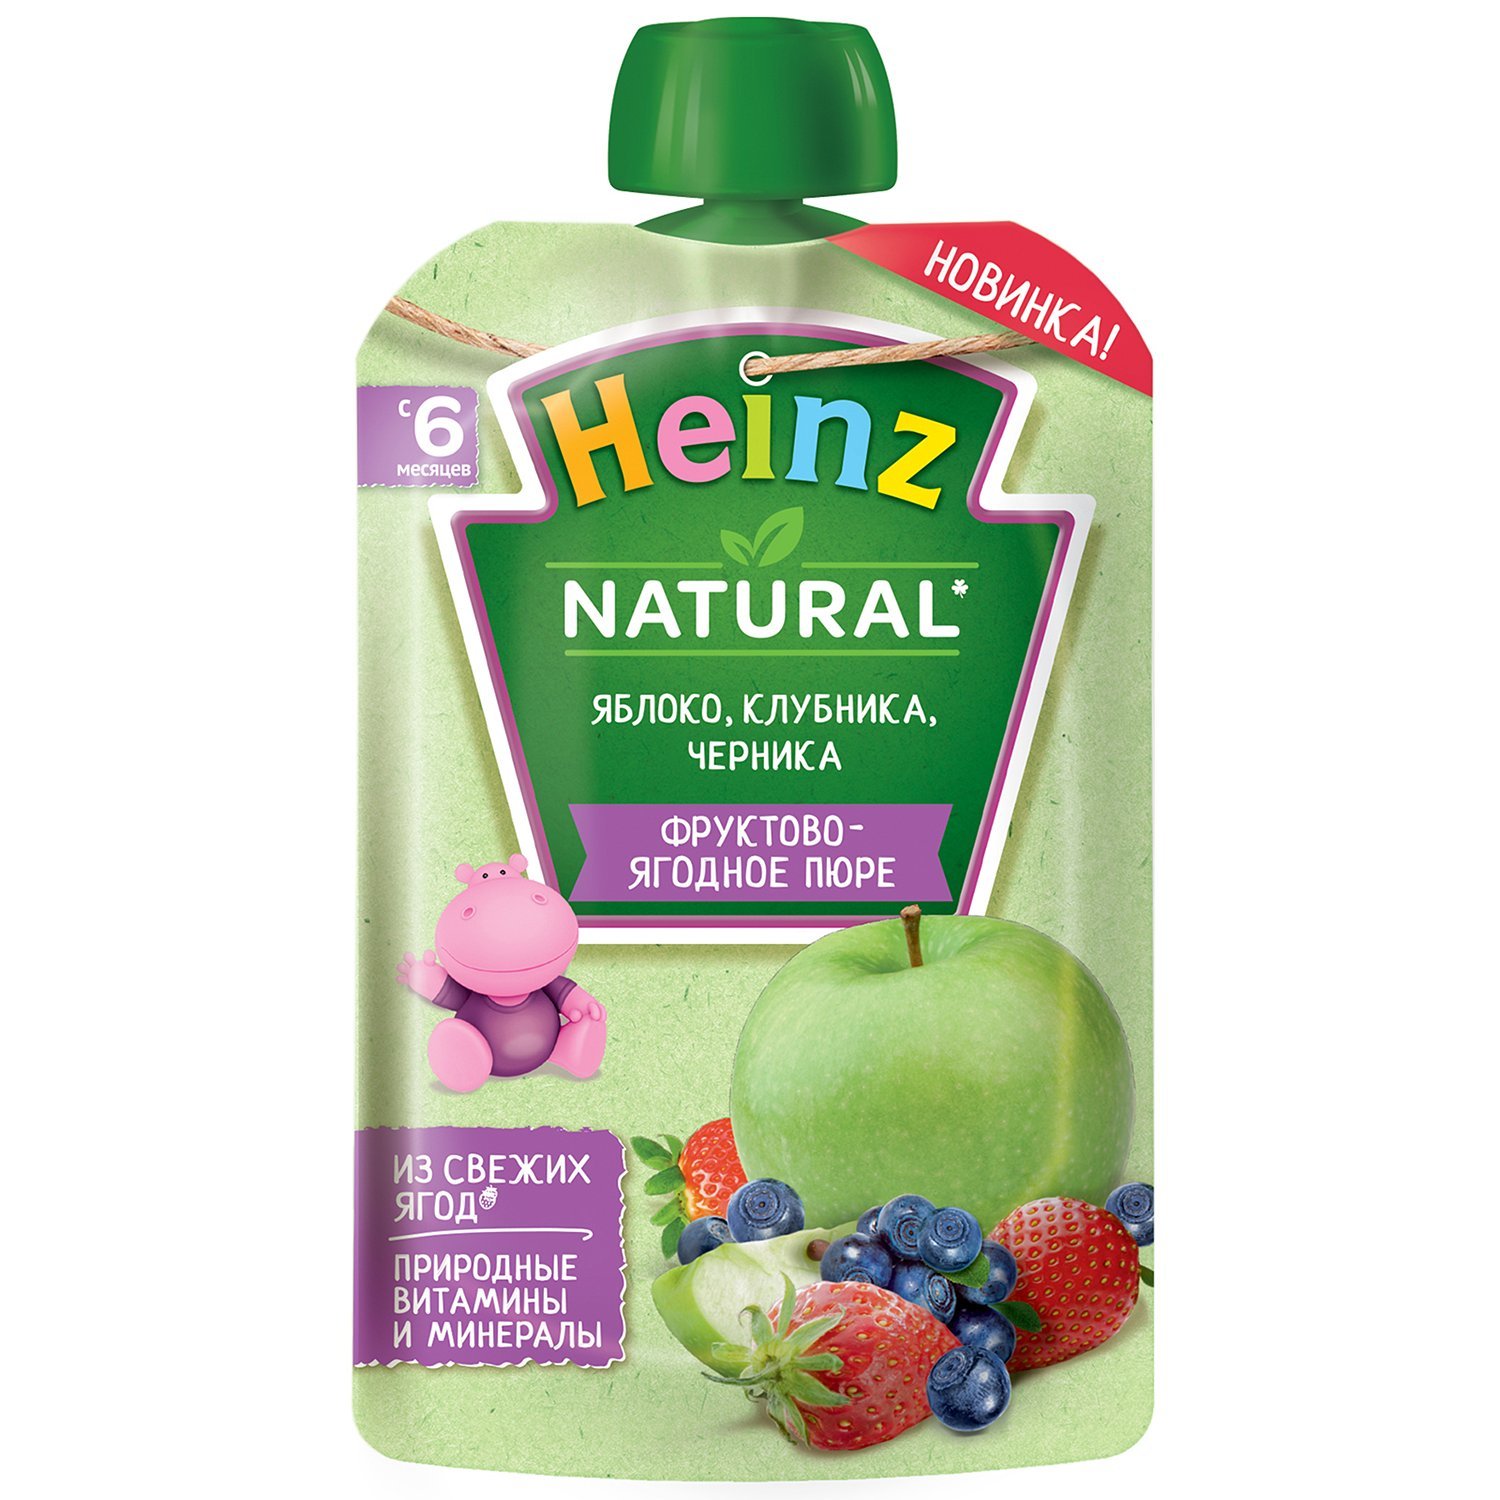 НОВИНКА!
с 6
месяцев
Heinz
NATURAL
ЯБЛОКО, КЛУБНИКА,
ЧЕРНИКА
ФРУКТОВО-
ЯГОДНОЕ ПЮРЕ
ИЗ СВЕЖИХ
ЯГОД
ПРИРОДНЫЕ
ВИТАМИНЫ
И МИНЕРАЛЫ